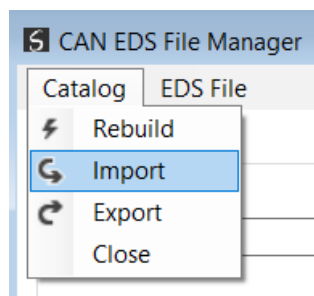 CAN EDS File Manager
Catalog EDS File
Rebuild
Import
Export
Close